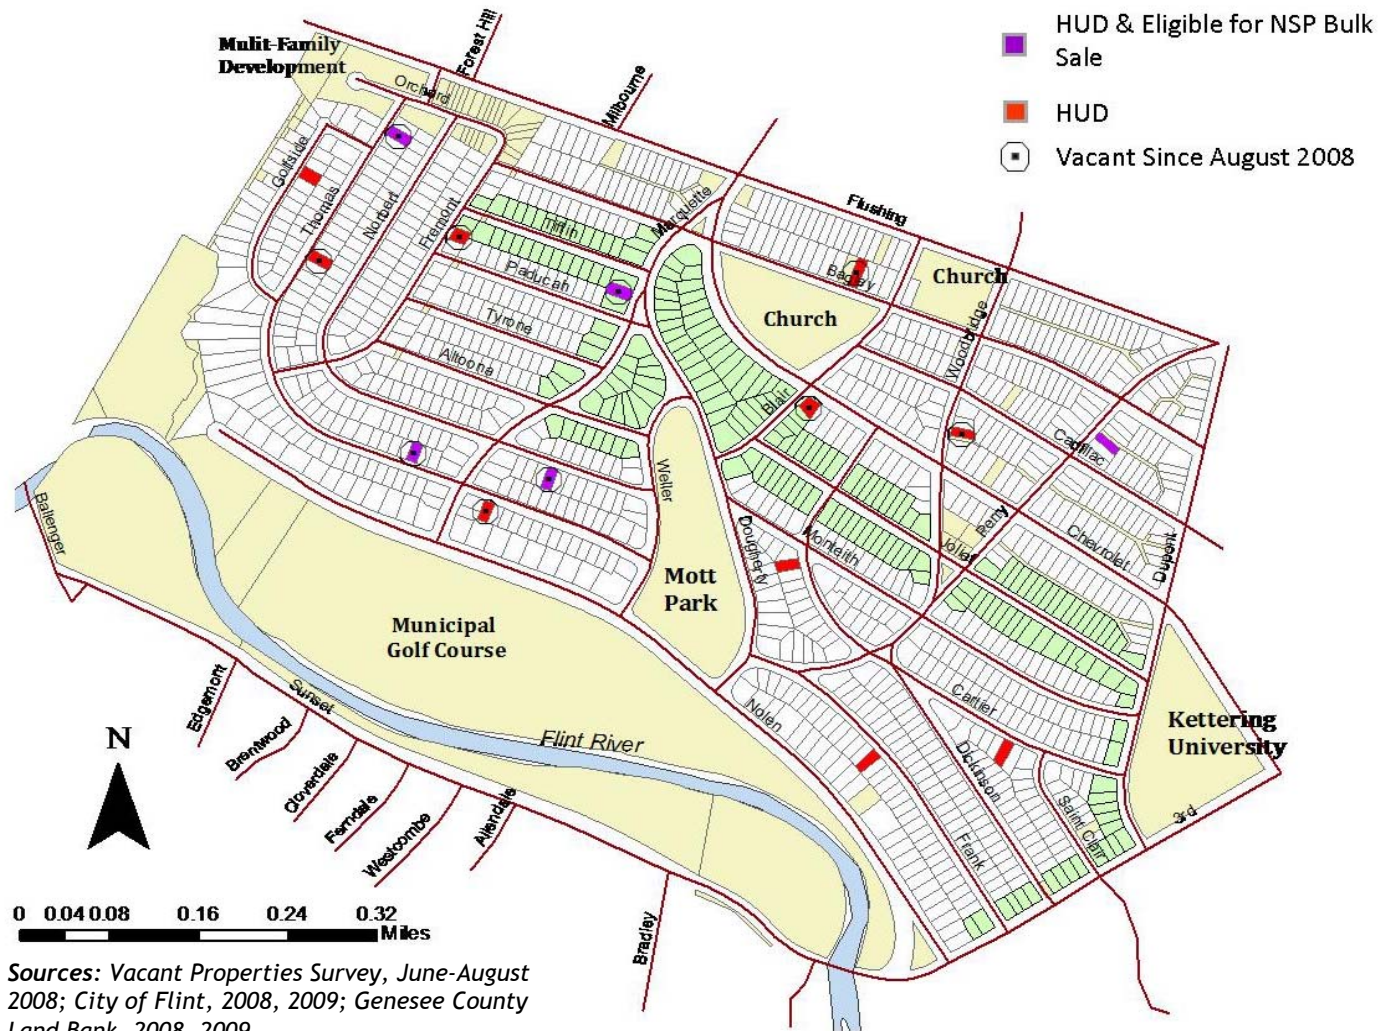 HUD & Eligible for NSP Bulk
Sale
HUD
Vacant Since August 2008
Mulit-Family
Development
Forest Hill
Milbourne
Orchard
Golfside
Thomas
Norbert
Fremont
Tiffin
Paducah
Tyrone
Altoona
Marquette
Flushing
Bagley
Church
Church
Woodbridge
Blair
Cadillac
Chevrolet
Dupont
Perry
Joliet
Monteith
Dougherty
Weller
Ballenger
Mott
Park
Municipal
Golf Course
Kettering
University
Cartier
Nolen
Dickinson
Saint Clair
Frank
3rd
Flint River
Sunset
Edgemont
Brentwood
Cloverdale
Ferndale
Westcombe
Allendale
Bradley
N
0 0.04 0.08 0.16 0.24 0.32
Miles
Sources: Vacant Properties Survey, June-August
2008; City of Flint, 2008, 2009; Genesee County
Land Bank, 2008, 2009